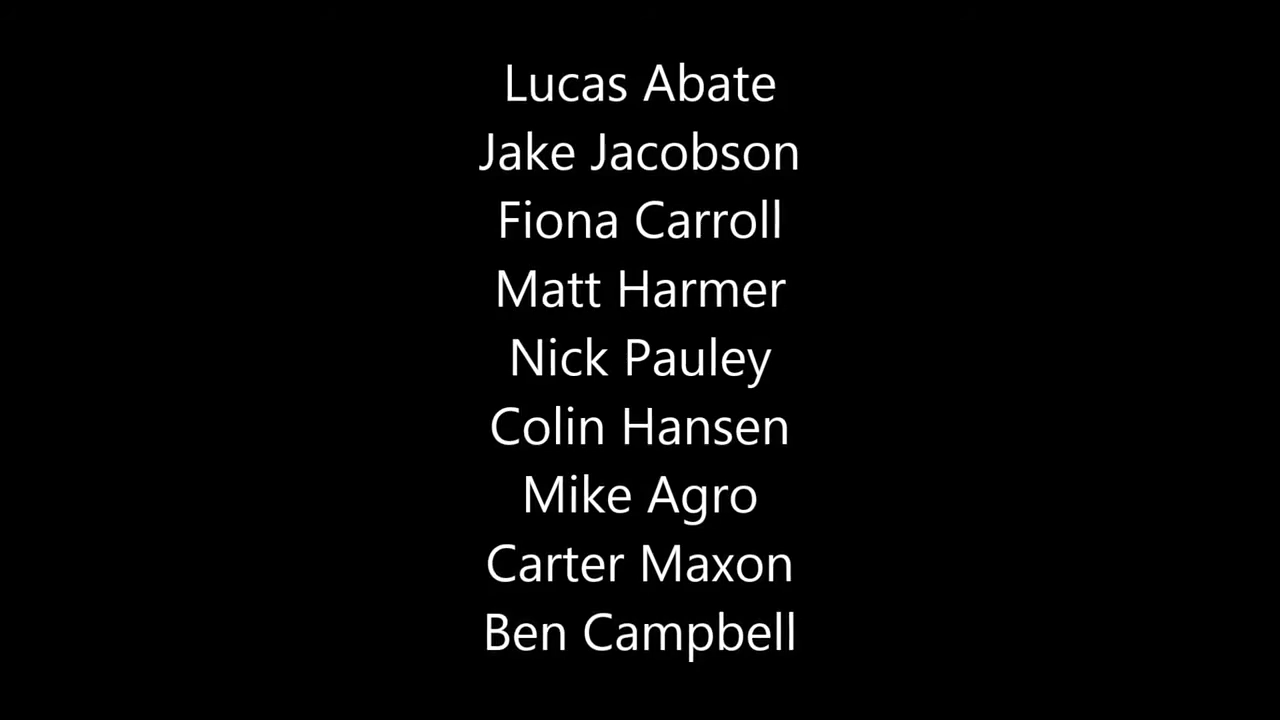 Lucas Abate
Jake Jacobson
Fiona Carroll
Matt Harmer
Nick Pauley
Colin Hansen
Mike Agro
Carter Maxon
Ben Campbell